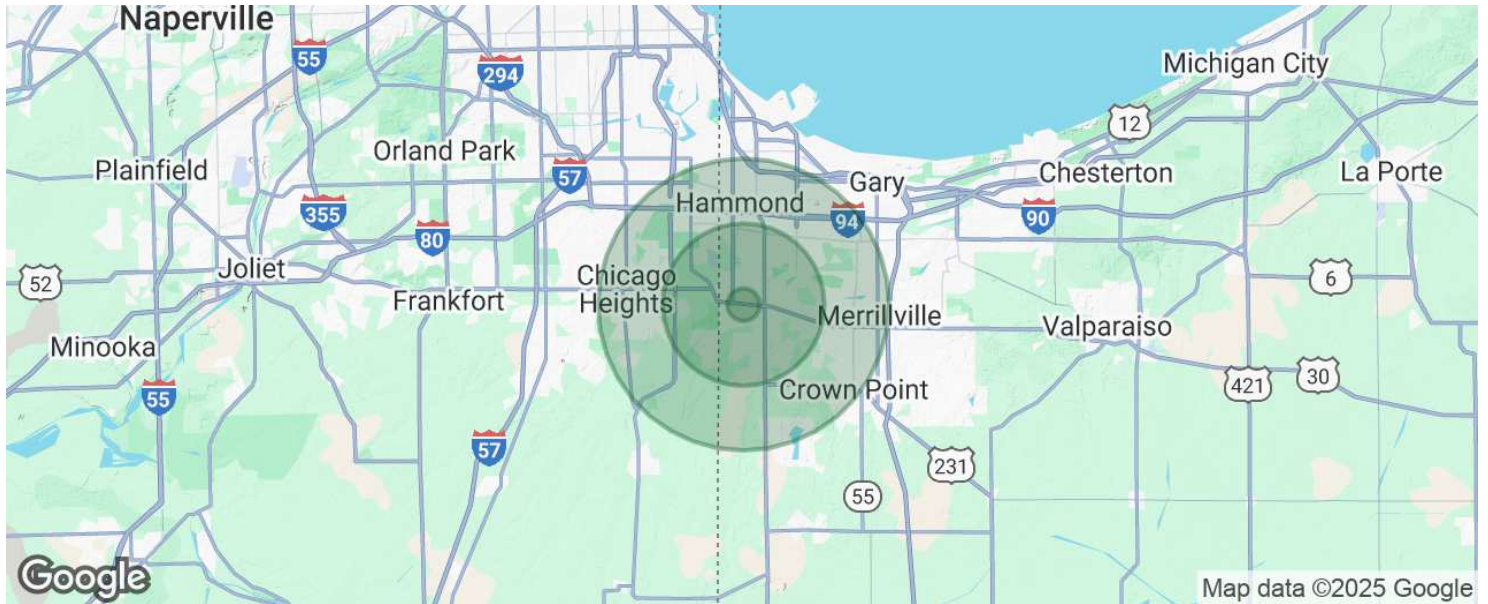 Naperville
55
294
Michigan City
12
Orland Park
Plainfield
57
Gary
Chesterton
La Porte
Hammond
355
94
90
80
Joliet
Chicago
Heights
6
52
Frankfort
Merrillville
Valparaiso
Minooka
Crown Point
421
30
55
57
231
55
Google
Map data ©2025 Google